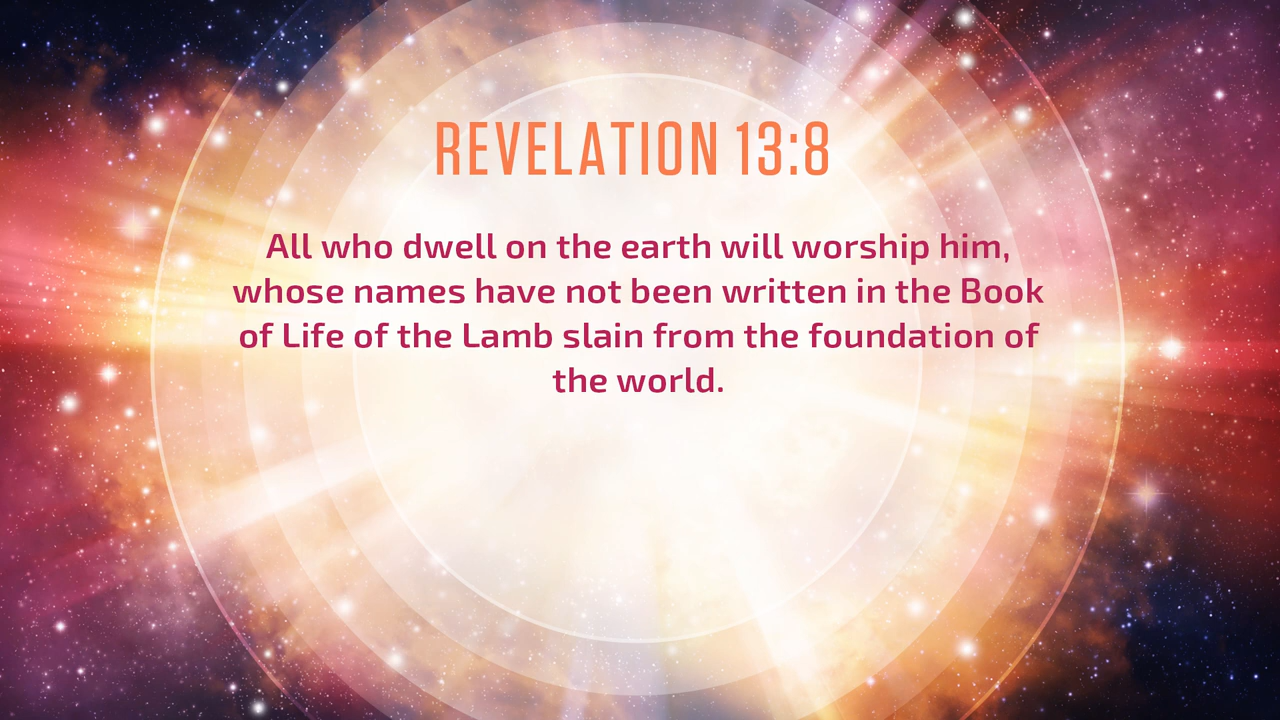 REVELATION 13:8
All who dwell on the earth will worship him,
whose names have not been written in the Book
of Life of the Lamb slain from the foundation of
the world.